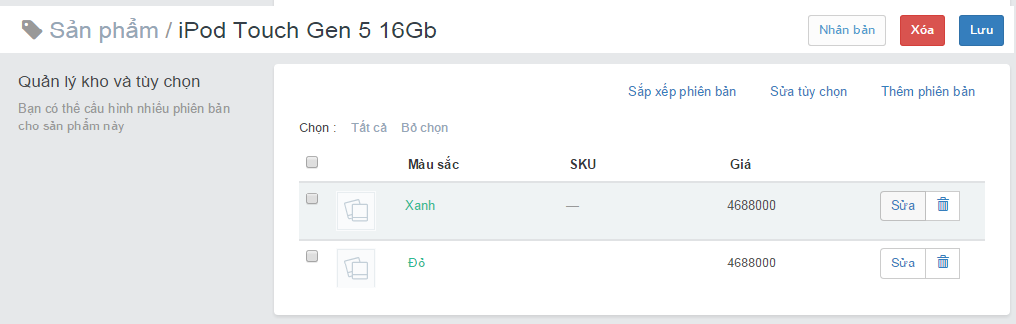 Sản phẩm / iPod Touch Gen 5 16Gb
Nhân bản Xóa Lưu
Quản lý kho và tùy chọn
Bạn có thể cấu hình nhiều phiên bản
cho sản phẩm này
Sắp xếp phiên bản Sửa tùy chọn Thêm phiên bản
Chọn : Tất cả Bỏ chọn
Màu sắc SKU Giá
Xanh — 4688000 Sửa
Đỏ 4688000 Sửa